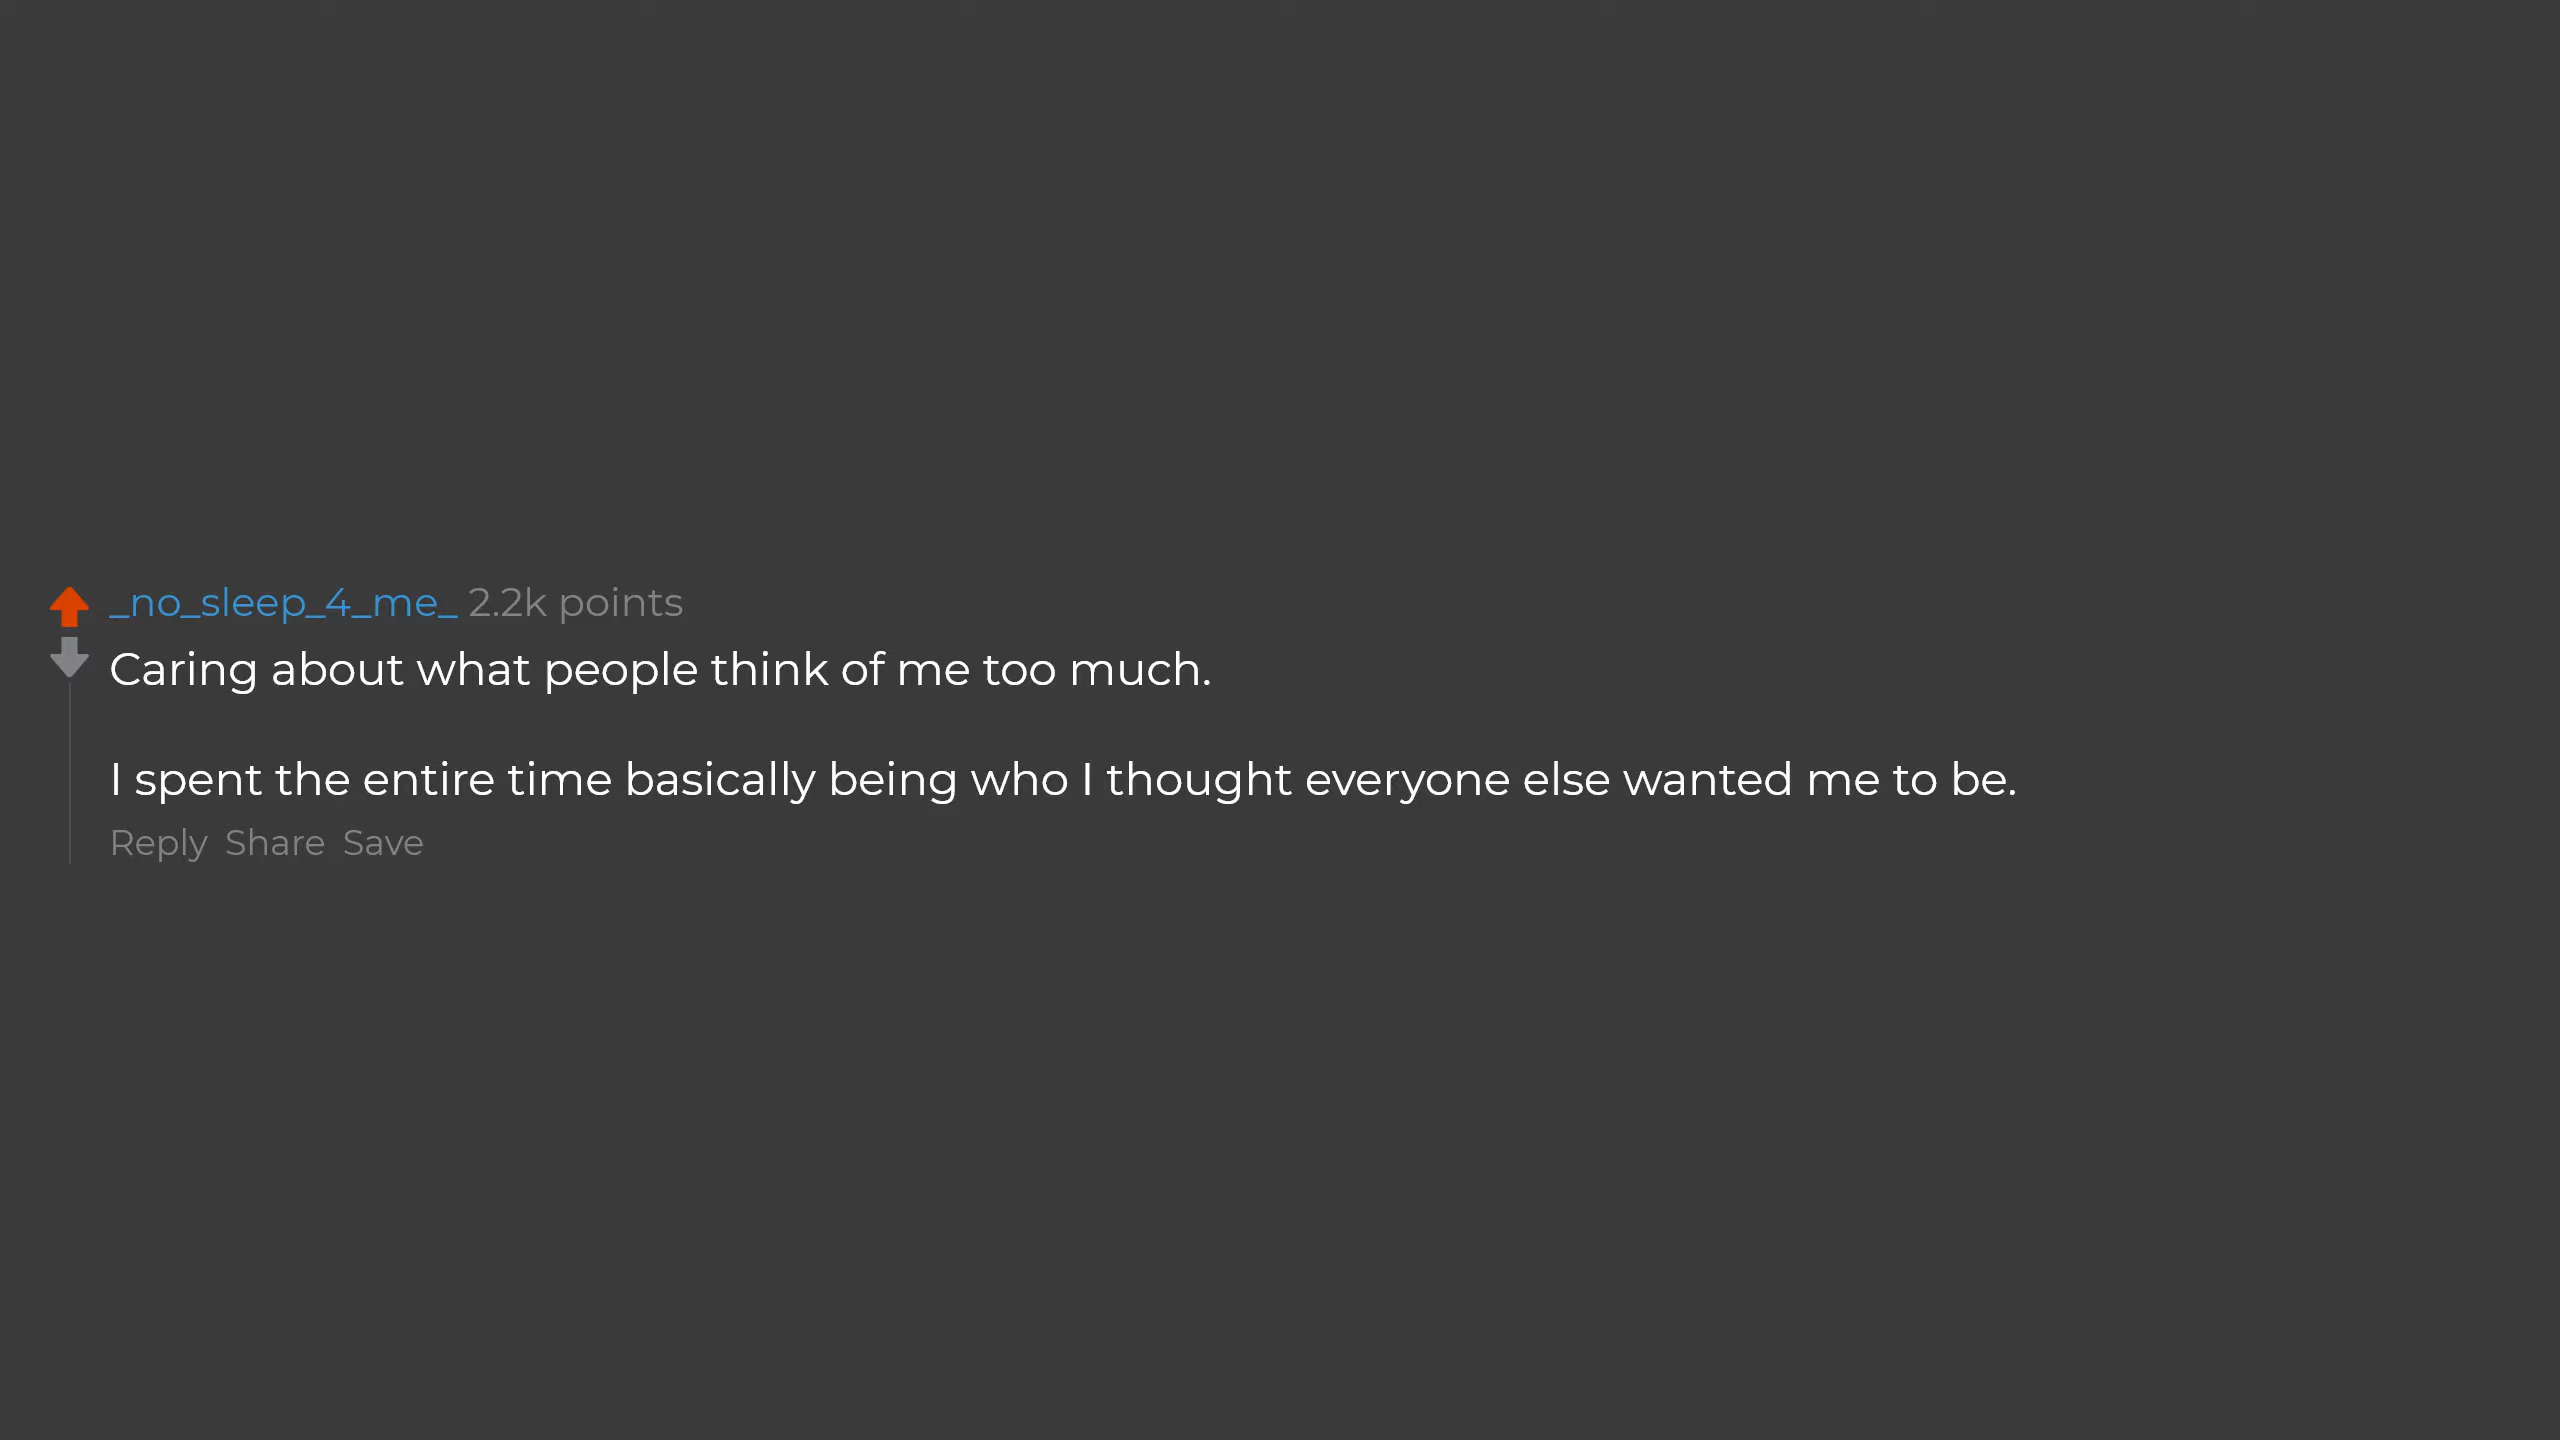 _no_sleep_4_me_ 2.2k points
Caring about what people think of me too much.
I spent the entire time basically being who I thought everyone else wanted me to be.
Reply Share Save